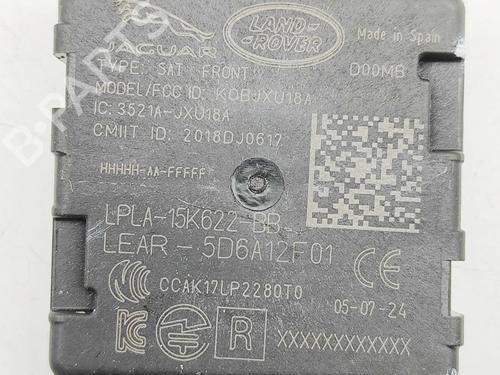 JAGUAR
LAND ROVER
Made in Spain
TYPE: SAT FRONT
D00MB
MODEL/FCC ID: KOBJXU18A
IC: 3521A-JXU18A
CMIIT ID: 2018DJ0617
HHHHH-AA-FFFFF
LPLA-15K622-BB
LEAR - 5D6A12F01
CE
CCAK17LP2280T0
05-07-24
R
XXXXXXXXXXXX
B-PARTS